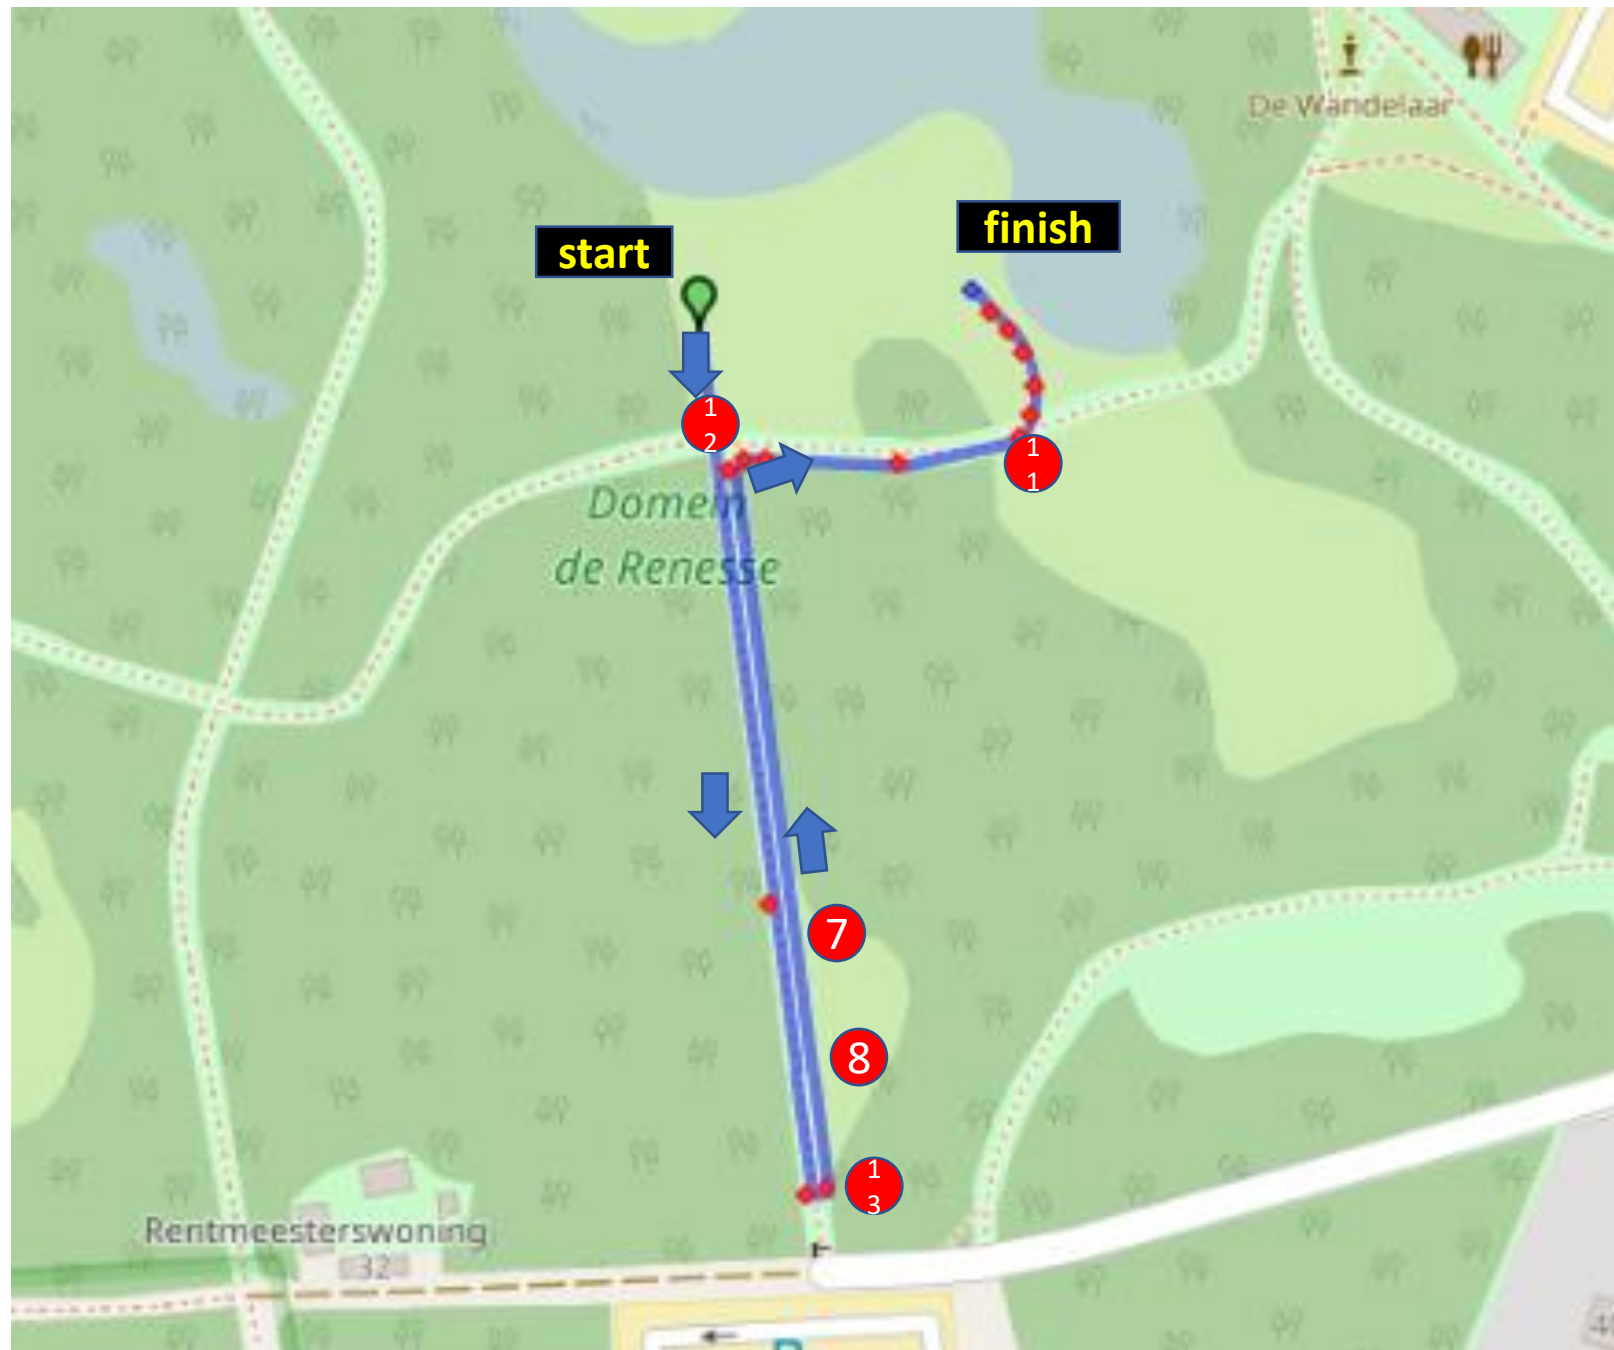 De Wandelaar
start
finish
1
2
1
1
Domein
de Renesse
7
8
1
3
Rentmeesterswoning
32